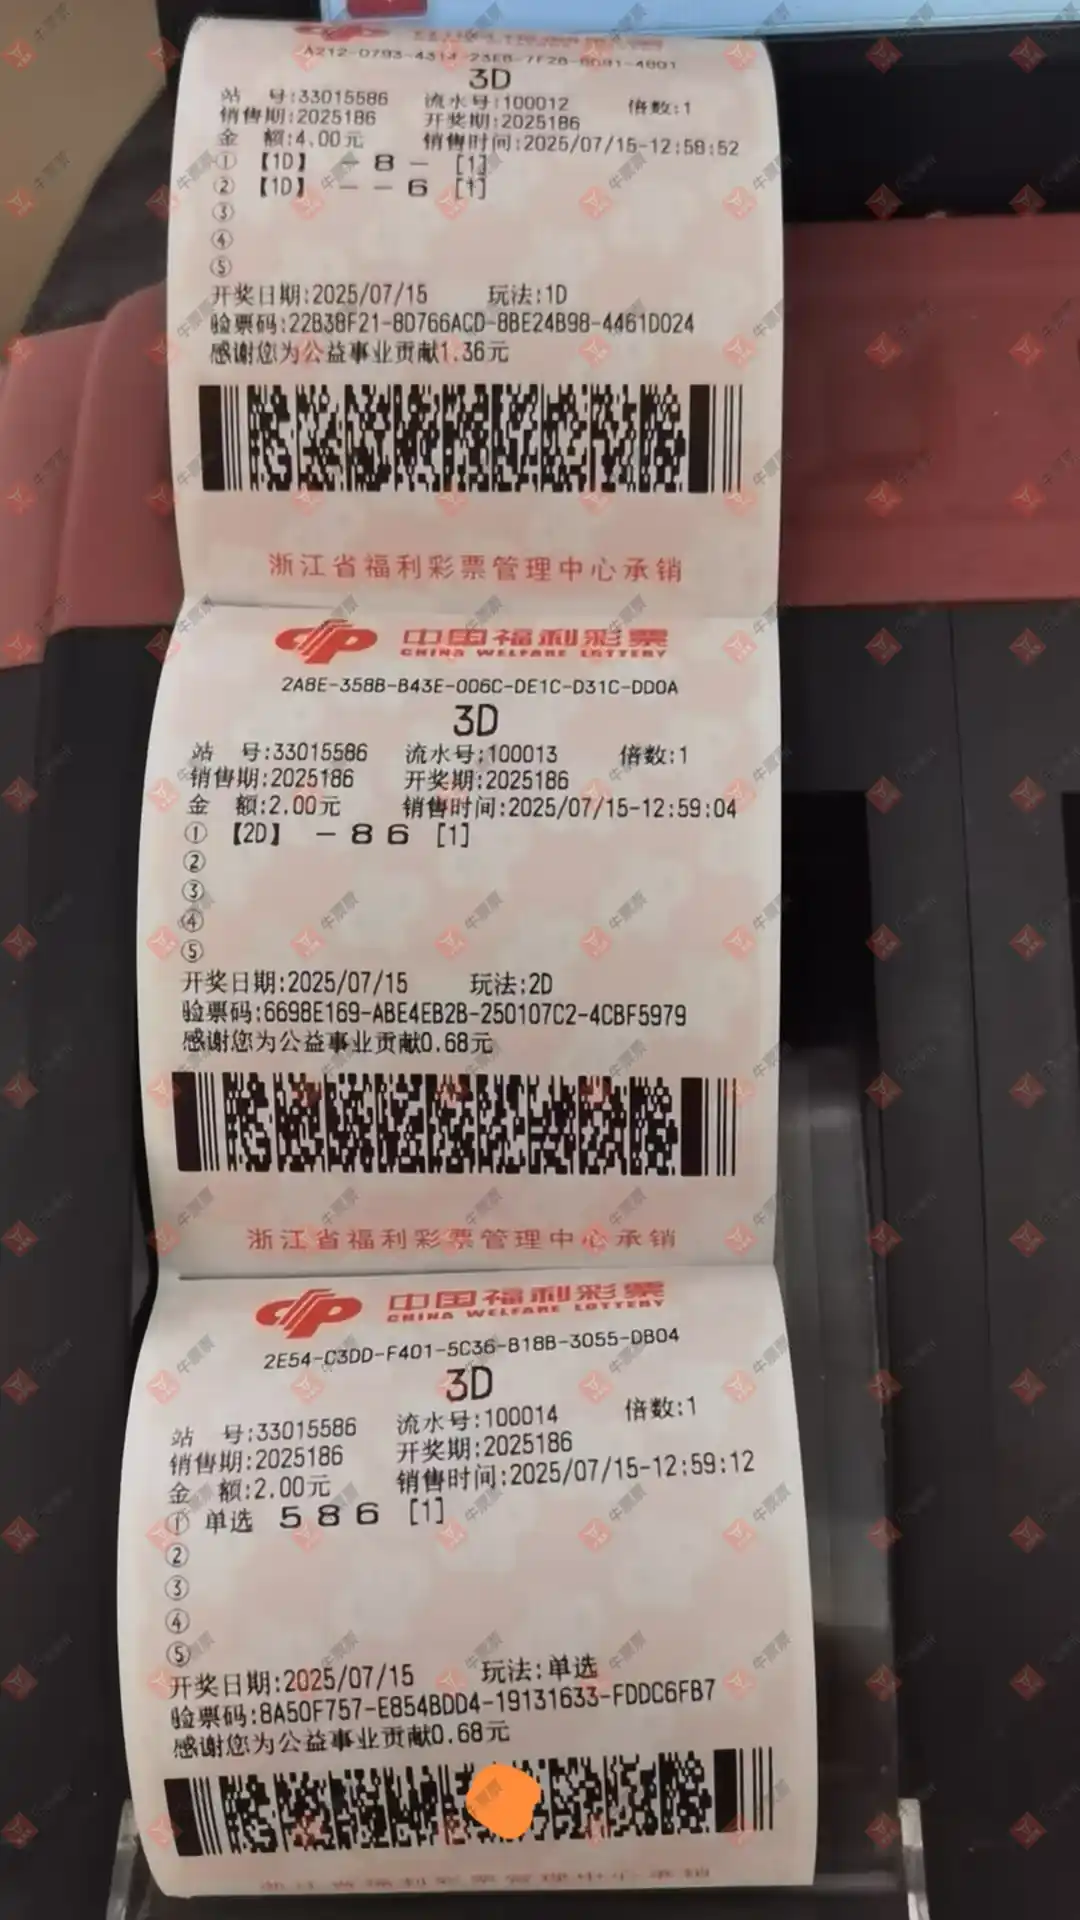 3D
站 号:33015586 流水号:100012 倍数:1
销售期:2025186 开奖期:2025186
金 额:4.00元 销售时间:2025/07/15-12:58:52
① 【1D】 - 8 - [1]
② 【1D】 - - 6 [1]
③
④
⑤
开奖日期:2025/07/15 玩法:1D
验票码:22B38F21-8D766ACD-8BE24B98-4461D024
感谢您为公益事业贡献1.36元
浙江省福利彩票管理中心承销
中国福利彩票
CHINA WELFARE LOTTERY
2A8E-358B-B43E-006C-DE1C-D31C-DD0A
3D
站 号:33015586 流水号:100013 倍数:1
销售期:2025186 开奖期:2025186
金 额:2.00元 销售时间:2025/07/15-12:59:04
① 【2D】 - 8 6 [1]
②
③
④
⑤
开奖日期:2025/07/15 玩法:2D
验票码:6698E169-ABE4EB2B-250107C2-4CBF5979
感谢您为公益事业贡献0.68元
浙江省福利彩票管理中心承销
中国福利彩票
CHINA WELFARE LOTTERY
2E54-C3DD-F401-5C36-B18B-3055-DB04
3D
站 号:33015586 流水号:100014 倍数:1
销售期:2025186 开奖期:2025186
金 额:2.00元 销售时间:2025/07/15-12:59:12
① 单选 5 8 6 [1]
②
③
④
⑤
开奖日期:2025/07/15 玩法:单选
验票码:8A50F757-E854BDD4-19131633-FDDC6FB7
感谢您为公益事业贡献0.68元
牛票票